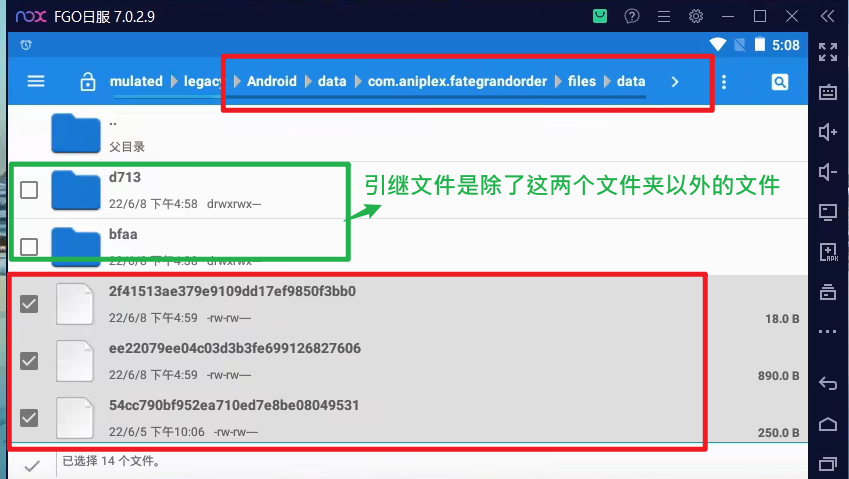 nox FGO日服 7.0.2.9
5:08
mulated legacy Android data com.aniplex.fategrandorder files data
..
父目录
d713
22/6/8 下午4:58 drwxrwx—
引继文件是除了这两个文件夹以外的文件
bfaa
22/6/8 下午4:58 drwxrwx—
2f41513ae379e9109dd17ef9850f3bb0
22/6/8 下午4:59 -rw-rw—
18.0 B
ee22079ee04c03d3b3fe699126827606
22/6/8 下午4:59 -rw-rw—
890.0 B
54cc790bf952ea710ed7e8be08049531
22/6/5 下午10:06 -rw-rw—
250.0 B
已选择 14 个文件。
APK